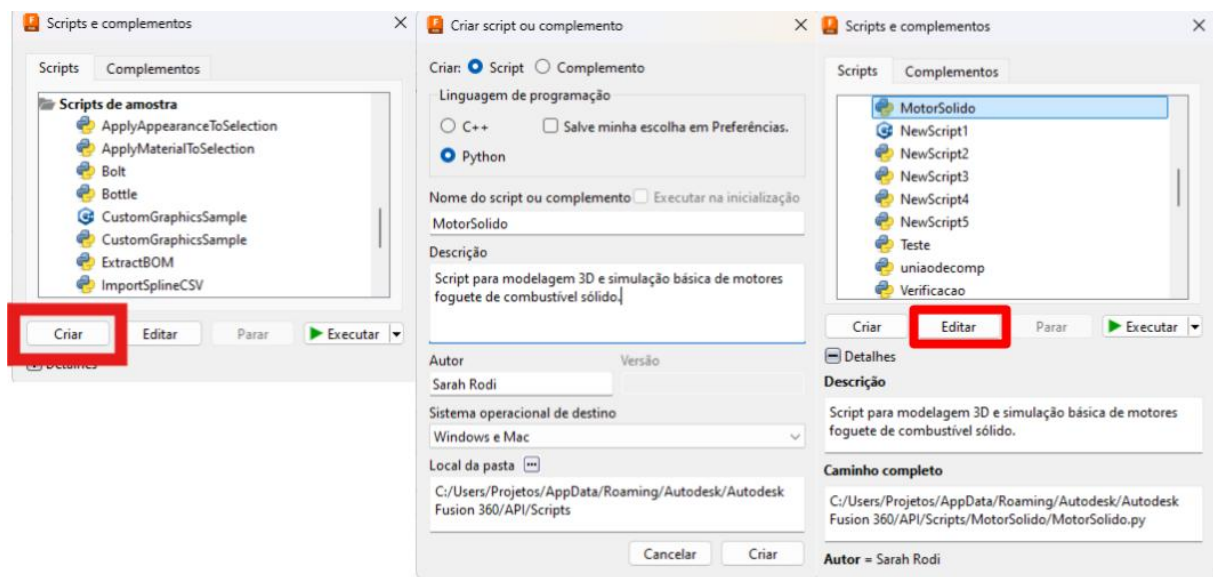 Scripts e complementos
Scripts
Complementos
Scripts de amostra
ApplyAppearanceToSelection
ApplyMaterialToSelection
Bolt
Bottle
CustomGraphicsSample
CustomGraphicsSample
ExtractBOM
ImportSplineCSV
Criar
Editar
Parar
Executar
Detalhes
Criar script ou complemento
Criar: Script Complemento
Linguagem de programação
C++
Salve minha escolha em Preferências.
Python
Nome do script ou complemento
Executar na inicialização
MotorSolido
Descrição
Script para modelagem 3D e simulação básica de motores
foguete de combustível sólido.
Autor
Versão
Sarah Rodi
Sistema operacional de destino
Windows e Mac
Local da pasta
C:/Users/Projetos/AppData/Roaming/Autodesk/Autodesk
Fusion 360/API/Scripts
Cancelar
Criar
Scripts e complementos
Scripts
Complementos
MotorSolido
NewScript1
NewScript2
NewScript3
NewScript4
NewScript5
Teste
uniaodecomp
Verificacao
Criar
Editar
Parar
Executar
Detalhes
Descrição
Script para modelagem 3D e simulação básica de motores
foguete de combustível sólido.
Caminho completo
C:/Users/Projetos/AppData/Roaming/Autodesk/Autodesk
Fusion 360/API/Scripts/MotorSolido/MotorSolido.py
Autor = Sarah Rodi